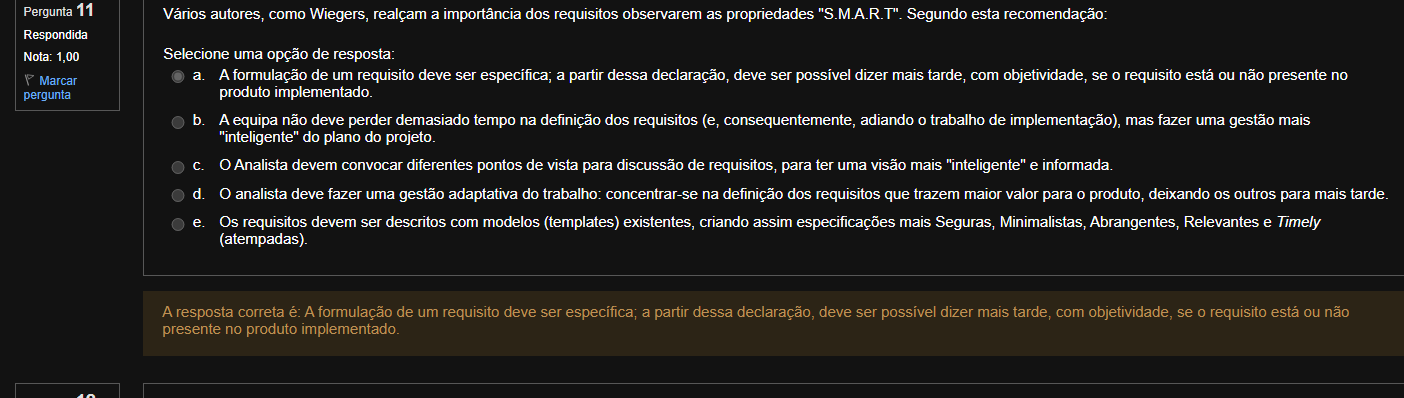 Pergunta 11
Respondida
Nota: 1,00
Marcar
pergunta
Vários autores, como Wiegers, realçam a importância dos requisitos observarem as propriedades "S.M.A.R.T". Segundo esta recomendação:
Selecione uma opção de resposta:
a. A formulação de um requisito deve ser específica; a partir dessa declaração, deve ser possível dizer mais tarde, com objetividade, se o requisito está ou não presente no
produto implementado.
b. A equipa não deve perder demasiado tempo na definição dos requisitos (e, consequentemente, adiando o trabalho de implementação), mas fazer uma gestão mais
"inteligente" do plano do projeto.
c. O Analista devem convocar diferentes pontos de vista para discussão de requisitos, para ter uma visão mais "inteligente" e informada.
d. O analista deve fazer uma gestão adaptativa do trabalho: concentrar-se na definição dos requisitos que trazem maior valor para o produto, deixando os outros para mais tarde.
e. Os requisitos devem ser descritos com modelos (templates) existentes, criando assim especificações mais Seguras, Minimalistas, Abrangentes, Relevantes e Timely
(atempadas).
A resposta correta é: A formulação de um requisito deve ser específica; a partir dessa declaração, deve ser possível dizer mais tarde, com objetividade, se o requisito está ou não
presente no produto implementado.